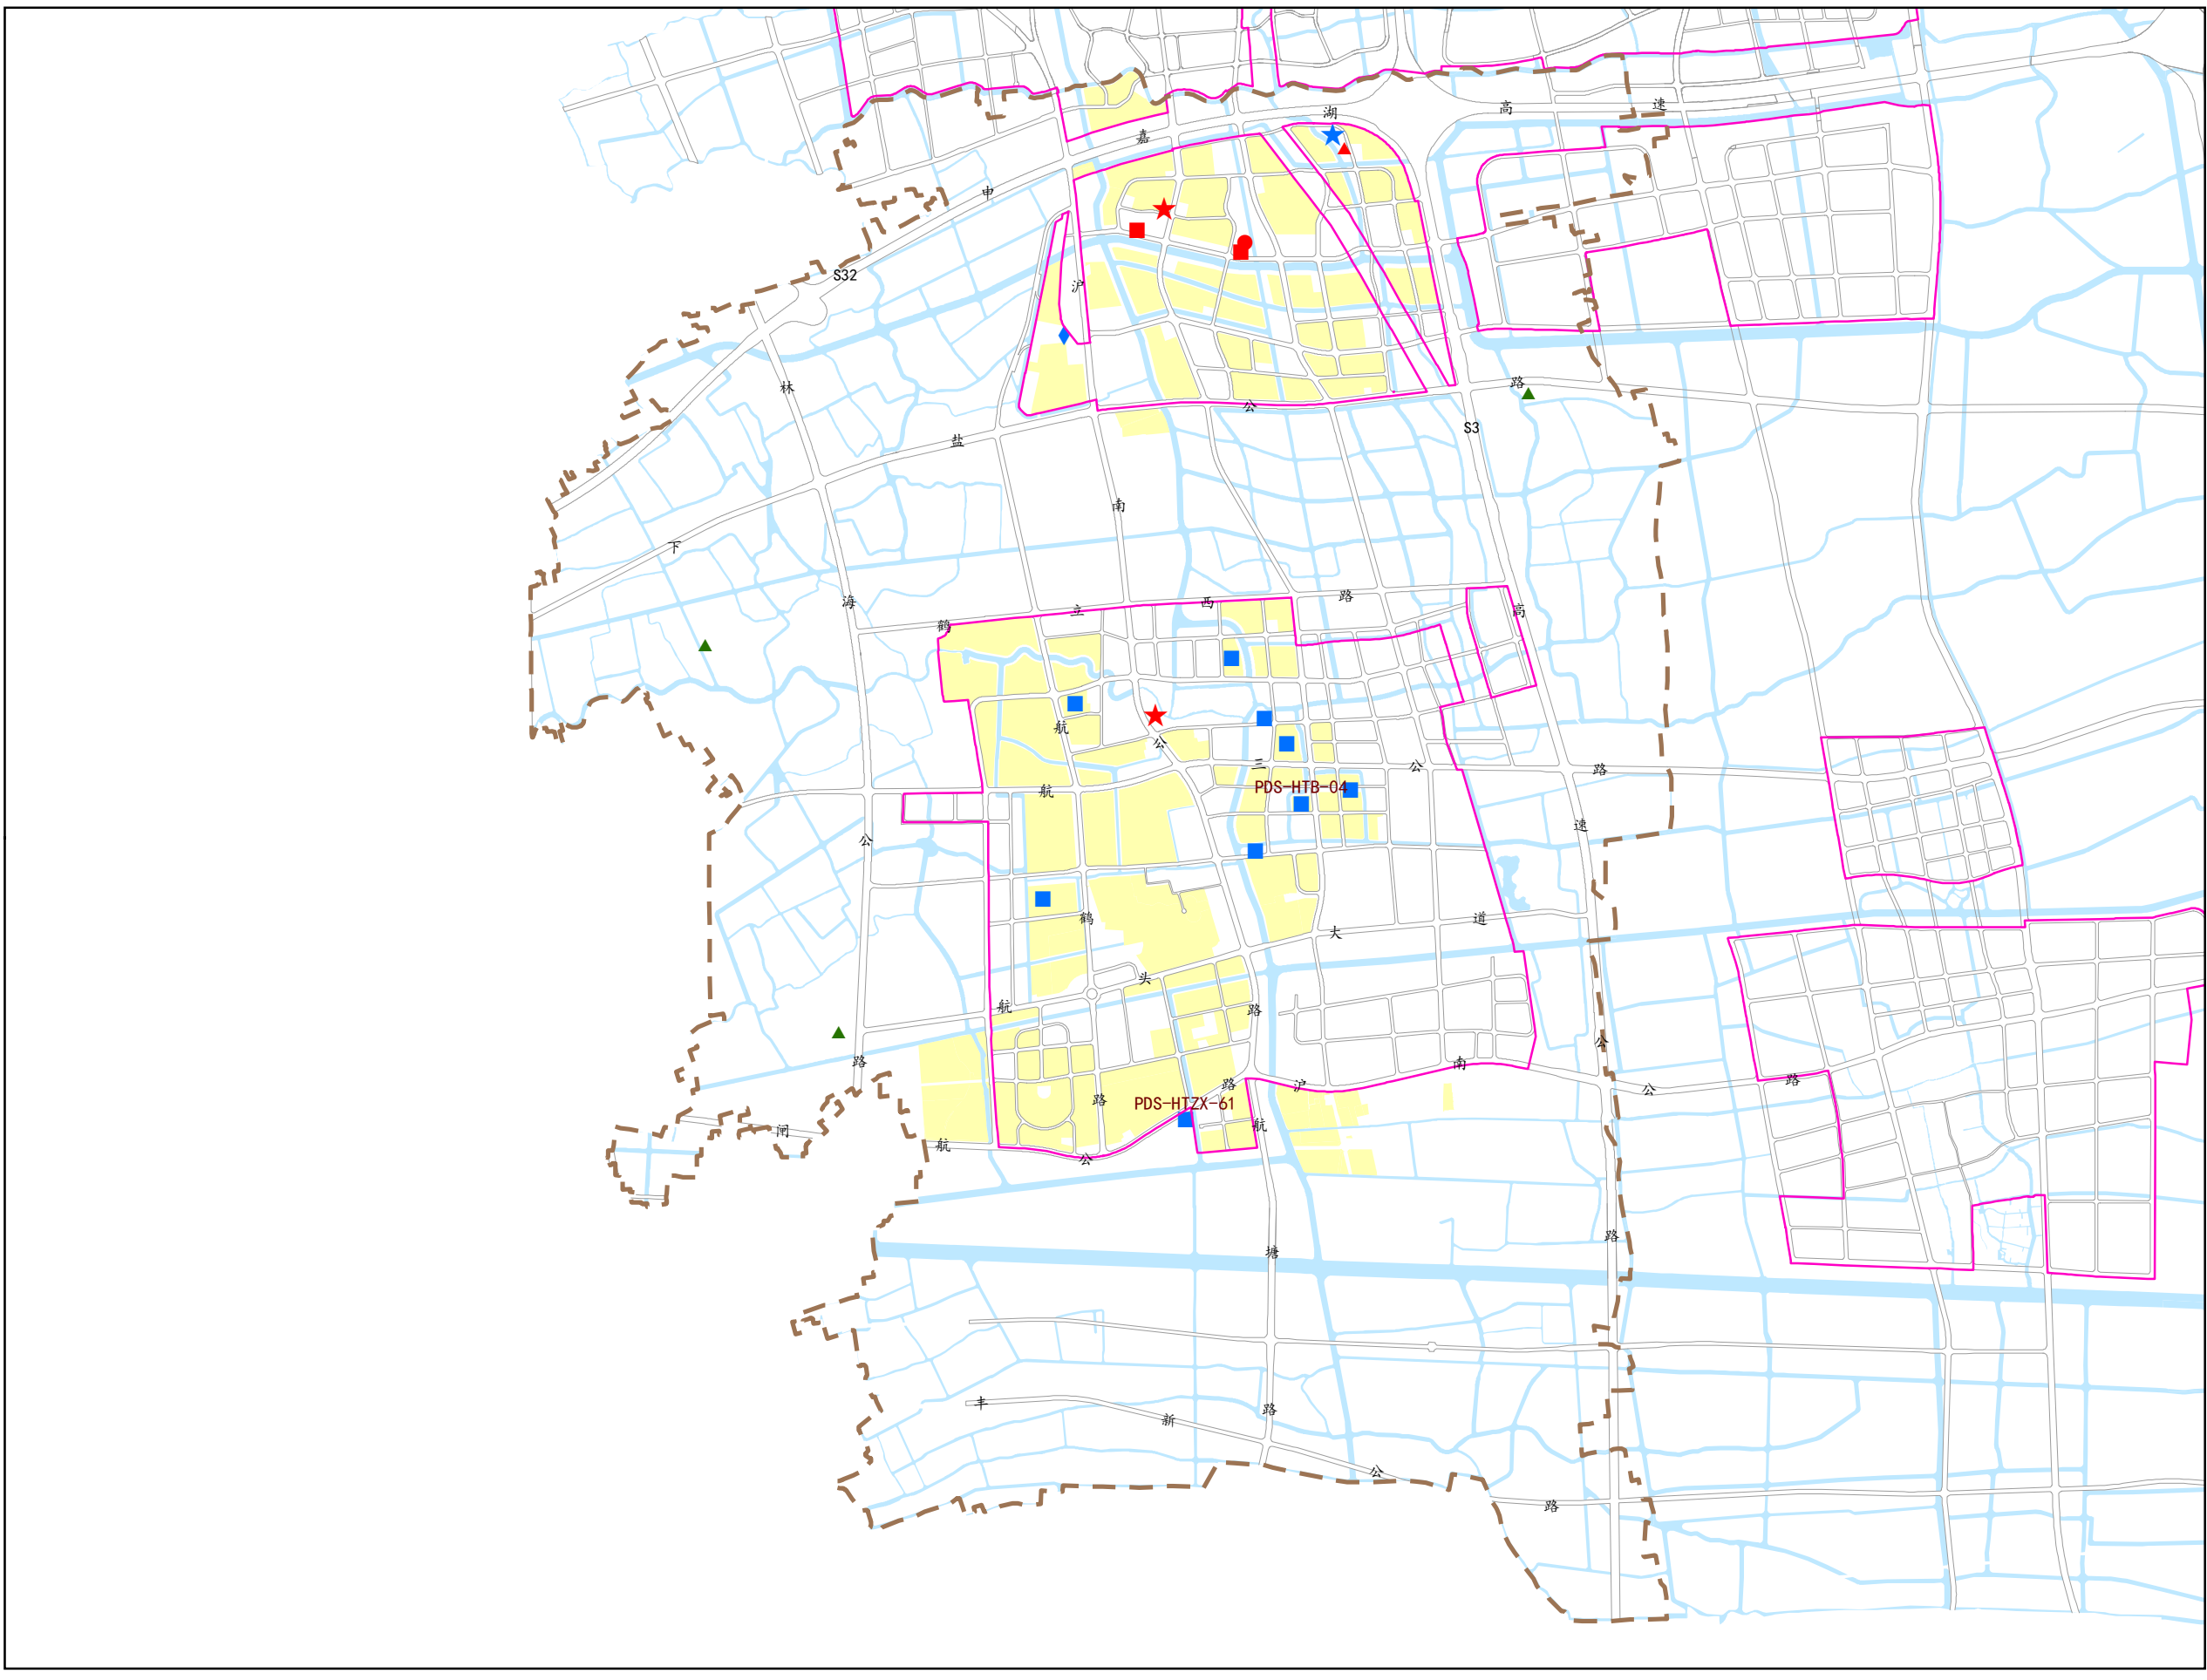 湖
高
速
嘉
申
S32
沪
林
路
公
S3
盐
南
下
海
鹤
立
西
路
高
航
公
三
公
路
航
PDS-HTB-04
速
公
鹤
大
道
头
航
路
公
路
南
沪
路
公
路
路
PDS-HTZX-61
航
闸
航
公
路
塘
丰
新
路
公
路